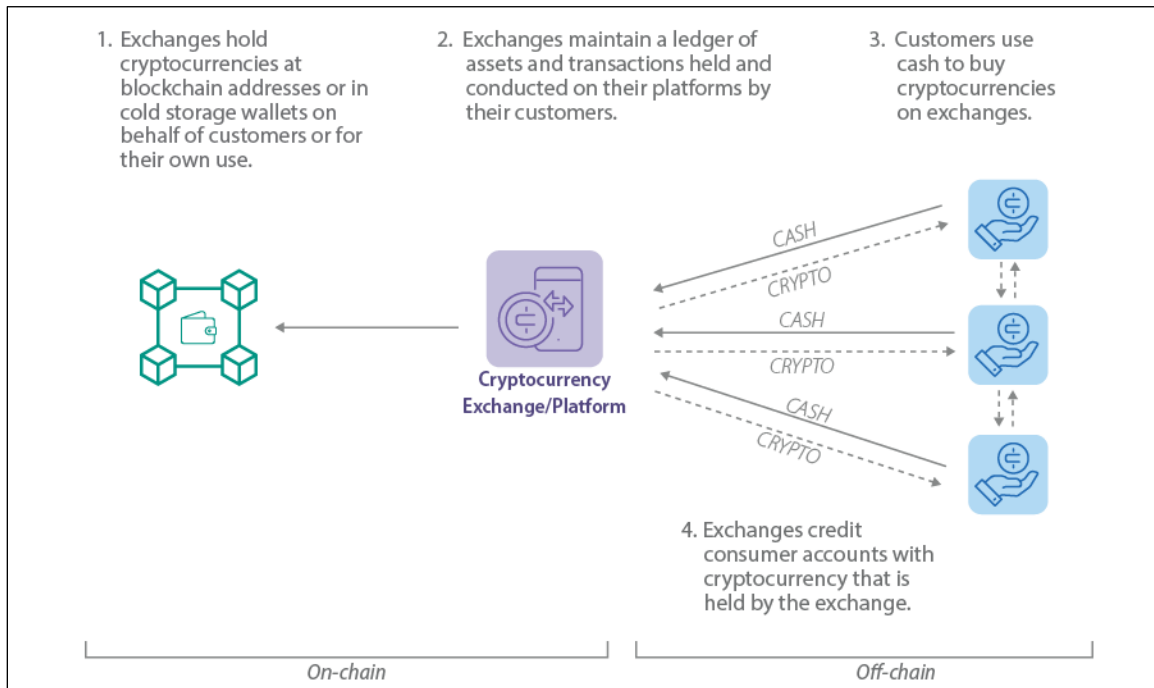 1. Exchanges hold
cryptocurrencies at
blockchain addresses or in
cold storage wallets on
behalf of customers or for
their own use.
2. Exchanges maintain a ledger of
assets and transactions held and
conducted on their platforms by
their customers.
3. Customers use
cash to buy
cryptocurrencies
on exchanges.
CASH
CRYPTO
CASH
CRYPTO
Cryptocurrency
Exchange/Platform
CASH
CRYPTO
4. Exchanges credit
consumer accounts with
cryptocurrency that is
held by the exchange.
On-chain
Off-chain